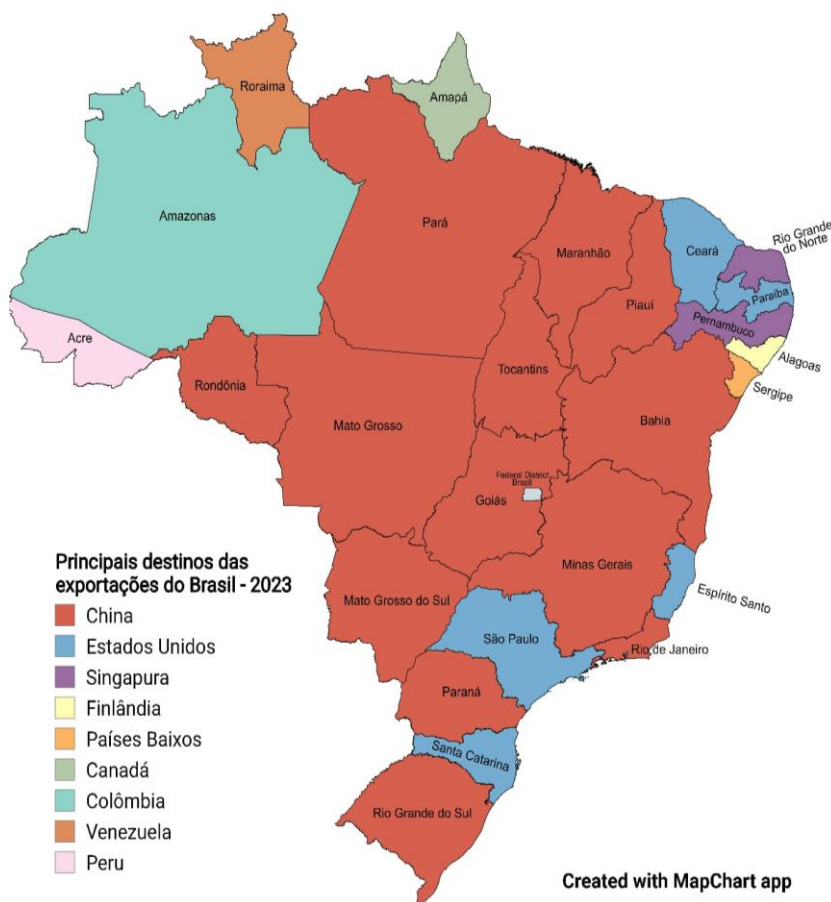 Roraima
Amapá
Amazonas
Pará
Maranhão
Ceará
Rio Grande
do Norte
Piaui
Paraíba
Pernambuco
Acre
Alagoas
Sergipe
Tocantins
Rondônia
Mato Grosso
Bahia
Federal District
Brazil
Goiás
Minas Gerais
Espírito Santo
Mato Grosso do Sul
São Paulo
Rio de Janeiro
Paraná
Santa Catarina
Rio Grande do Sul
Principais destinos das
exportações do Brasil - 2023
China
Estados Unidos
Singapura
Finlândia
Países Baixos
Canadá
Colômbia
Venezuela
Peru
Created with MapChart app